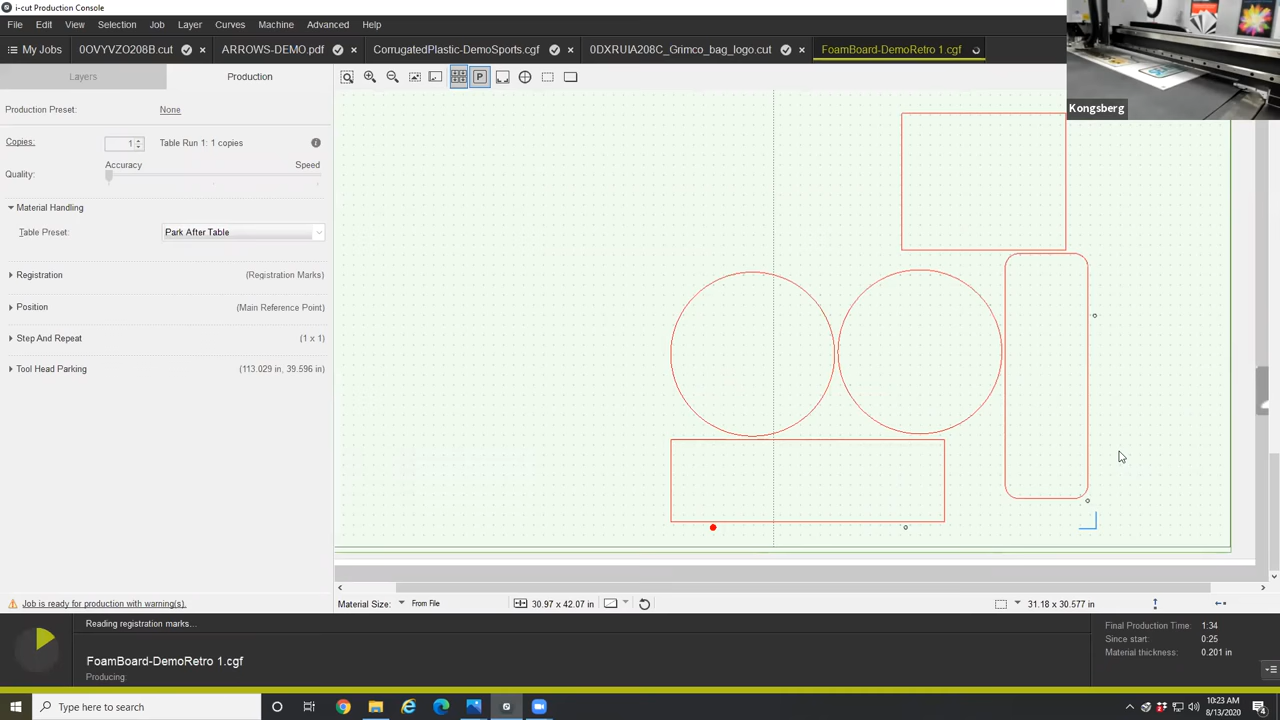 i-cut Production Console
File Edit View Selection Job Layer Curves Machine Advanced Help
My Jobs 0OVYVZO208B.cut ARROWS-DEMO.pdf CorrugatedPlastic-DemoSports.cgf 0DXRUIA208C_Grimco_bag_logo.cut FoamBoard-DemoRetro 1.cgf
Layers Production
Kongsberg
Production Preset: None
Copies: 1 Table Run 1: 1 copies
Accuracy Speed
Quality:
Material Handling
Table Preset: Park After Table
Registration (Registration Marks)
Position (Main Reference Point)
Step And Repeat (1 x 1)
Tool Head Parking (113.029 in, 39.596 in)
Job is ready for production with warning(s).
Material Size: From File 30.97 x 42.07 in 31.18 x 30.577 in
Reading registration marks...
FoamBoard-DemoRetro 1.cgf
Producing:
Final Production Time: 1:34
Since start: 0:25
Material thickness: 0.201 in
Type here to search
10:23 AM
8/13/2020
4